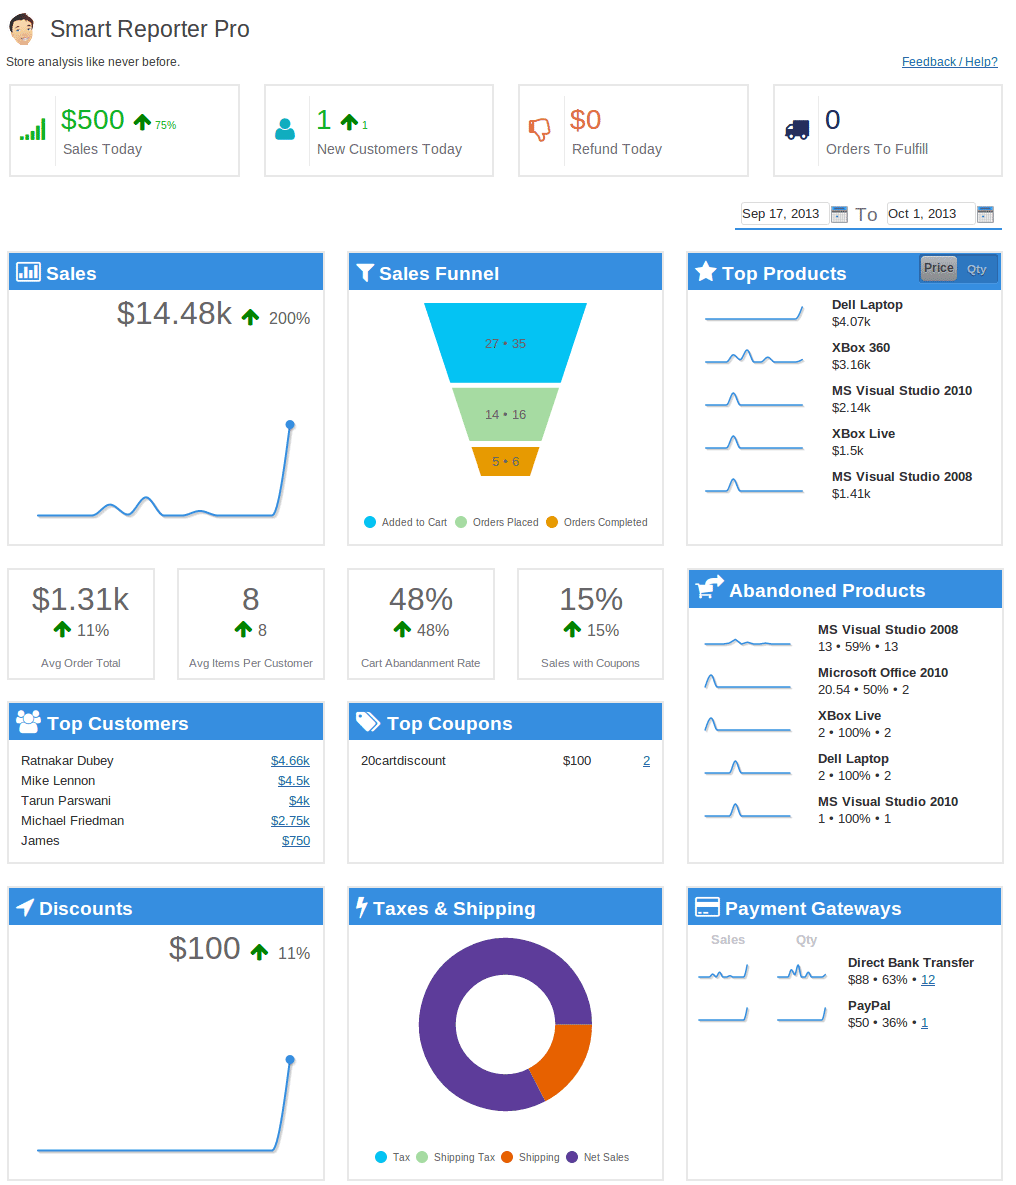 Smart Reporter Pro
Store analysis like never before.
Feedback / Help?
$500 75%
Sales Today
1 1
New Customers Today
$0
Refund Today
0
Orders To Fulfill
Sep 17, 2013 To Oct 1, 2013
Sales
$14.48k 200%
Sales Funnel
27 • 35
14 • 16
5 • 6
Added to Cart Orders Placed Orders Completed
Top Products Price Qty
Dell Laptop
$4.07k
XBox 360
$3.16k
MS Visual Studio 2010
$2.14k
XBox Live
$1.5k
MS Visual Studio 2008
$1.41k
$1.31k
11%
Avg Order Total
8
8
Avg Items Per Customer
48%
48%
Cart Abandanment Rate
15%
15%
Sales with Coupons
Abandoned Products
MS Visual Studio 2008
13 • 59% • 13
Microsoft Office 2010
20.54 • 50% • 2
XBox Live
2 • 100% • 2
Dell Laptop
2 • 100% • 2
MS Visual Studio 2010
1 • 100% • 1
Top Customers
Ratnakar Dubey $4.66k
Mike Lennon $4.5k
Tarun Parswani $4k
Michael Friedman $2.75k
James $750
Top Coupons
20cartdiscount $100 2
Discounts
$100 11%
Taxes & Shipping
Tax Shipping Tax Shipping Net Sales
Payment Gateways
Sales Qty
Direct Bank Transfer
$88 • 63% • 12
PayPal
$50 • 36% • 1